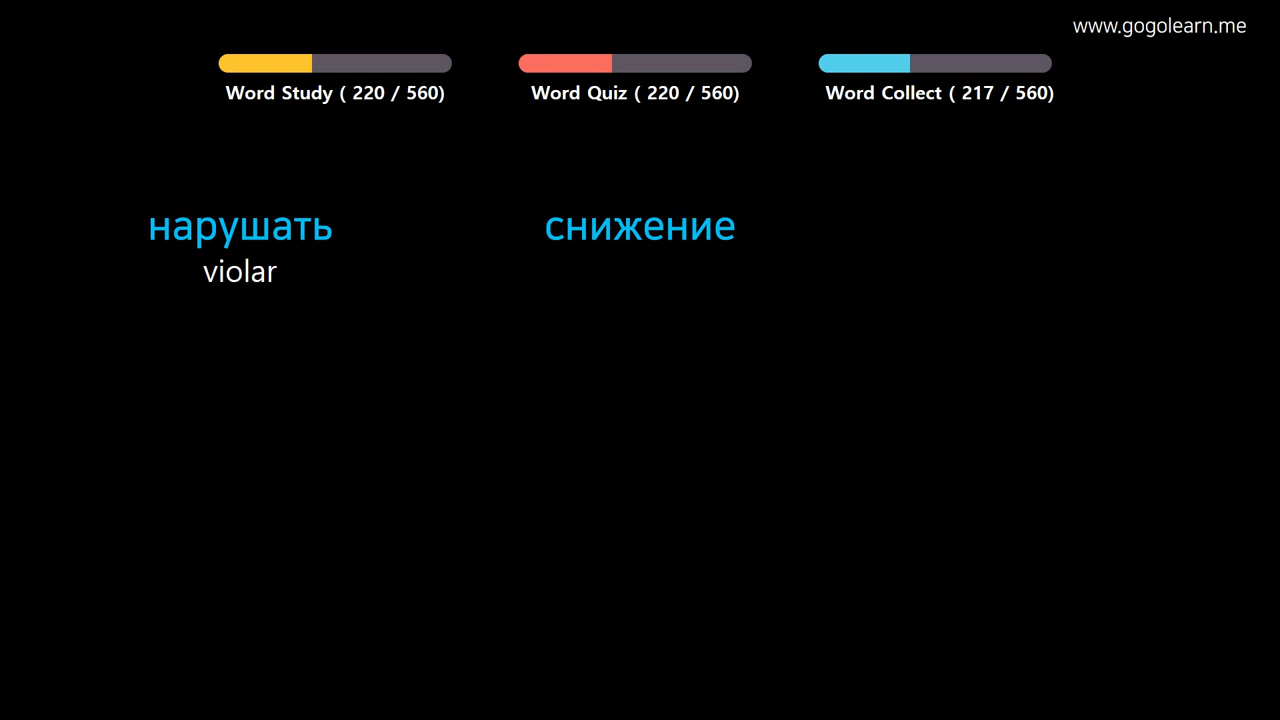 www.gogolearn.me
Word Study ( 220 / 560)
Word Quiz ( 220 / 560)
Word Collect ( 217 / 560)
нарушать
violar
снижение